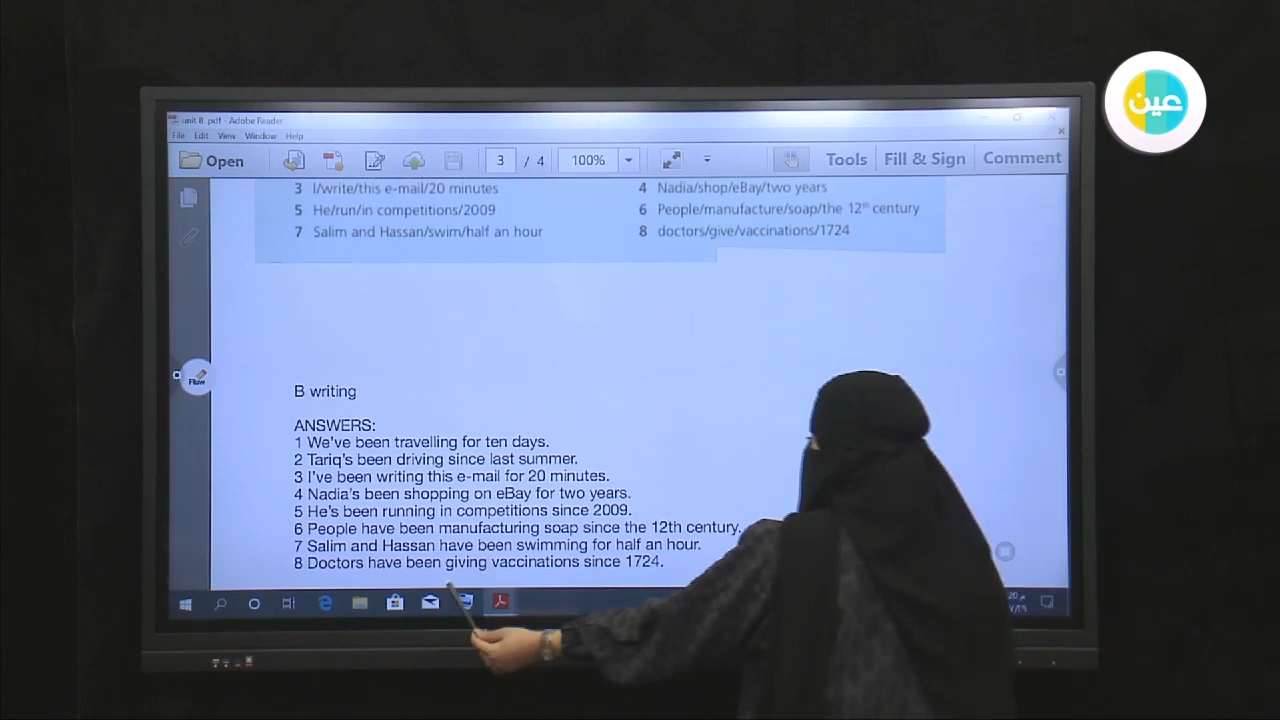 عين
unit 8 .pdf - Adobe Reader
File Edit View Window Help
Open 3 / 4 100% Tools Fill & Sign Comment
3 I/write/this e-mail/20 minutes 4 Nadia/shop/eBay/two years
5 He/run/in competitions/2009 6 People/manufacture/soap/the 12th century
7 Salim and Hassan/swim/half an hour 8 doctors/give/vaccinations/1724
Flow
B writing
ANSWERS:
1 We've been travelling for ten days.
2 Tariq's been driving since last summer.
3 I've been writing this e-mail for 20 minutes.
4 Nadia's been shopping on eBay for two years.
5 He's been running in competitions since 2009.
6 People have been manufacturing soap since the 12th century.
7 Salim and Hassan have been swimming for half an hour.
8 Doctors have been giving vaccinations since 1724.